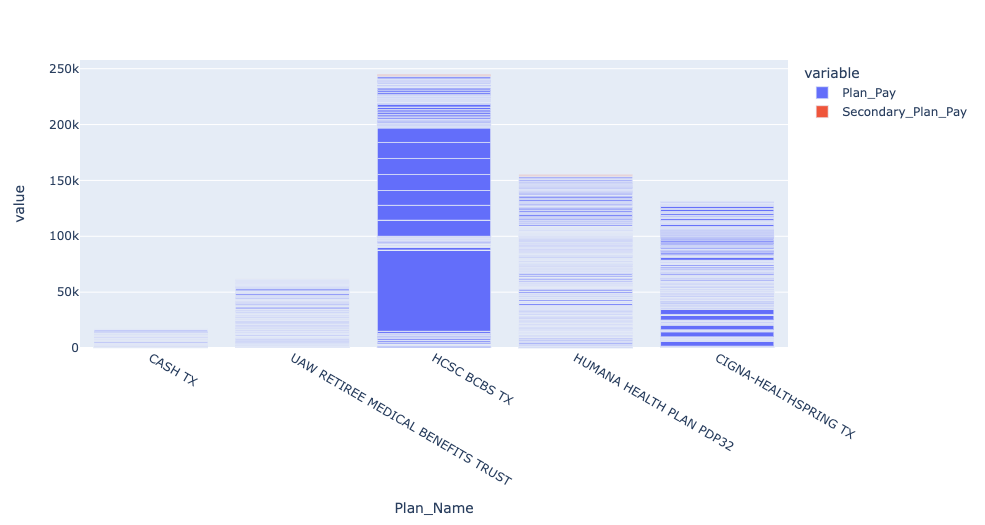 250k
200k
150k
100k
50k
0
value
CASH TX
UAW RETIREE MEDICAL BENEFITS TRUST
HCSC BCBS TX
HUMANA HEALTH PLAN PDP32
CIGNA-HEALTHSPRING TX
Plan_Name
variable
Plan_Pay
Secondary_Plan_Pay